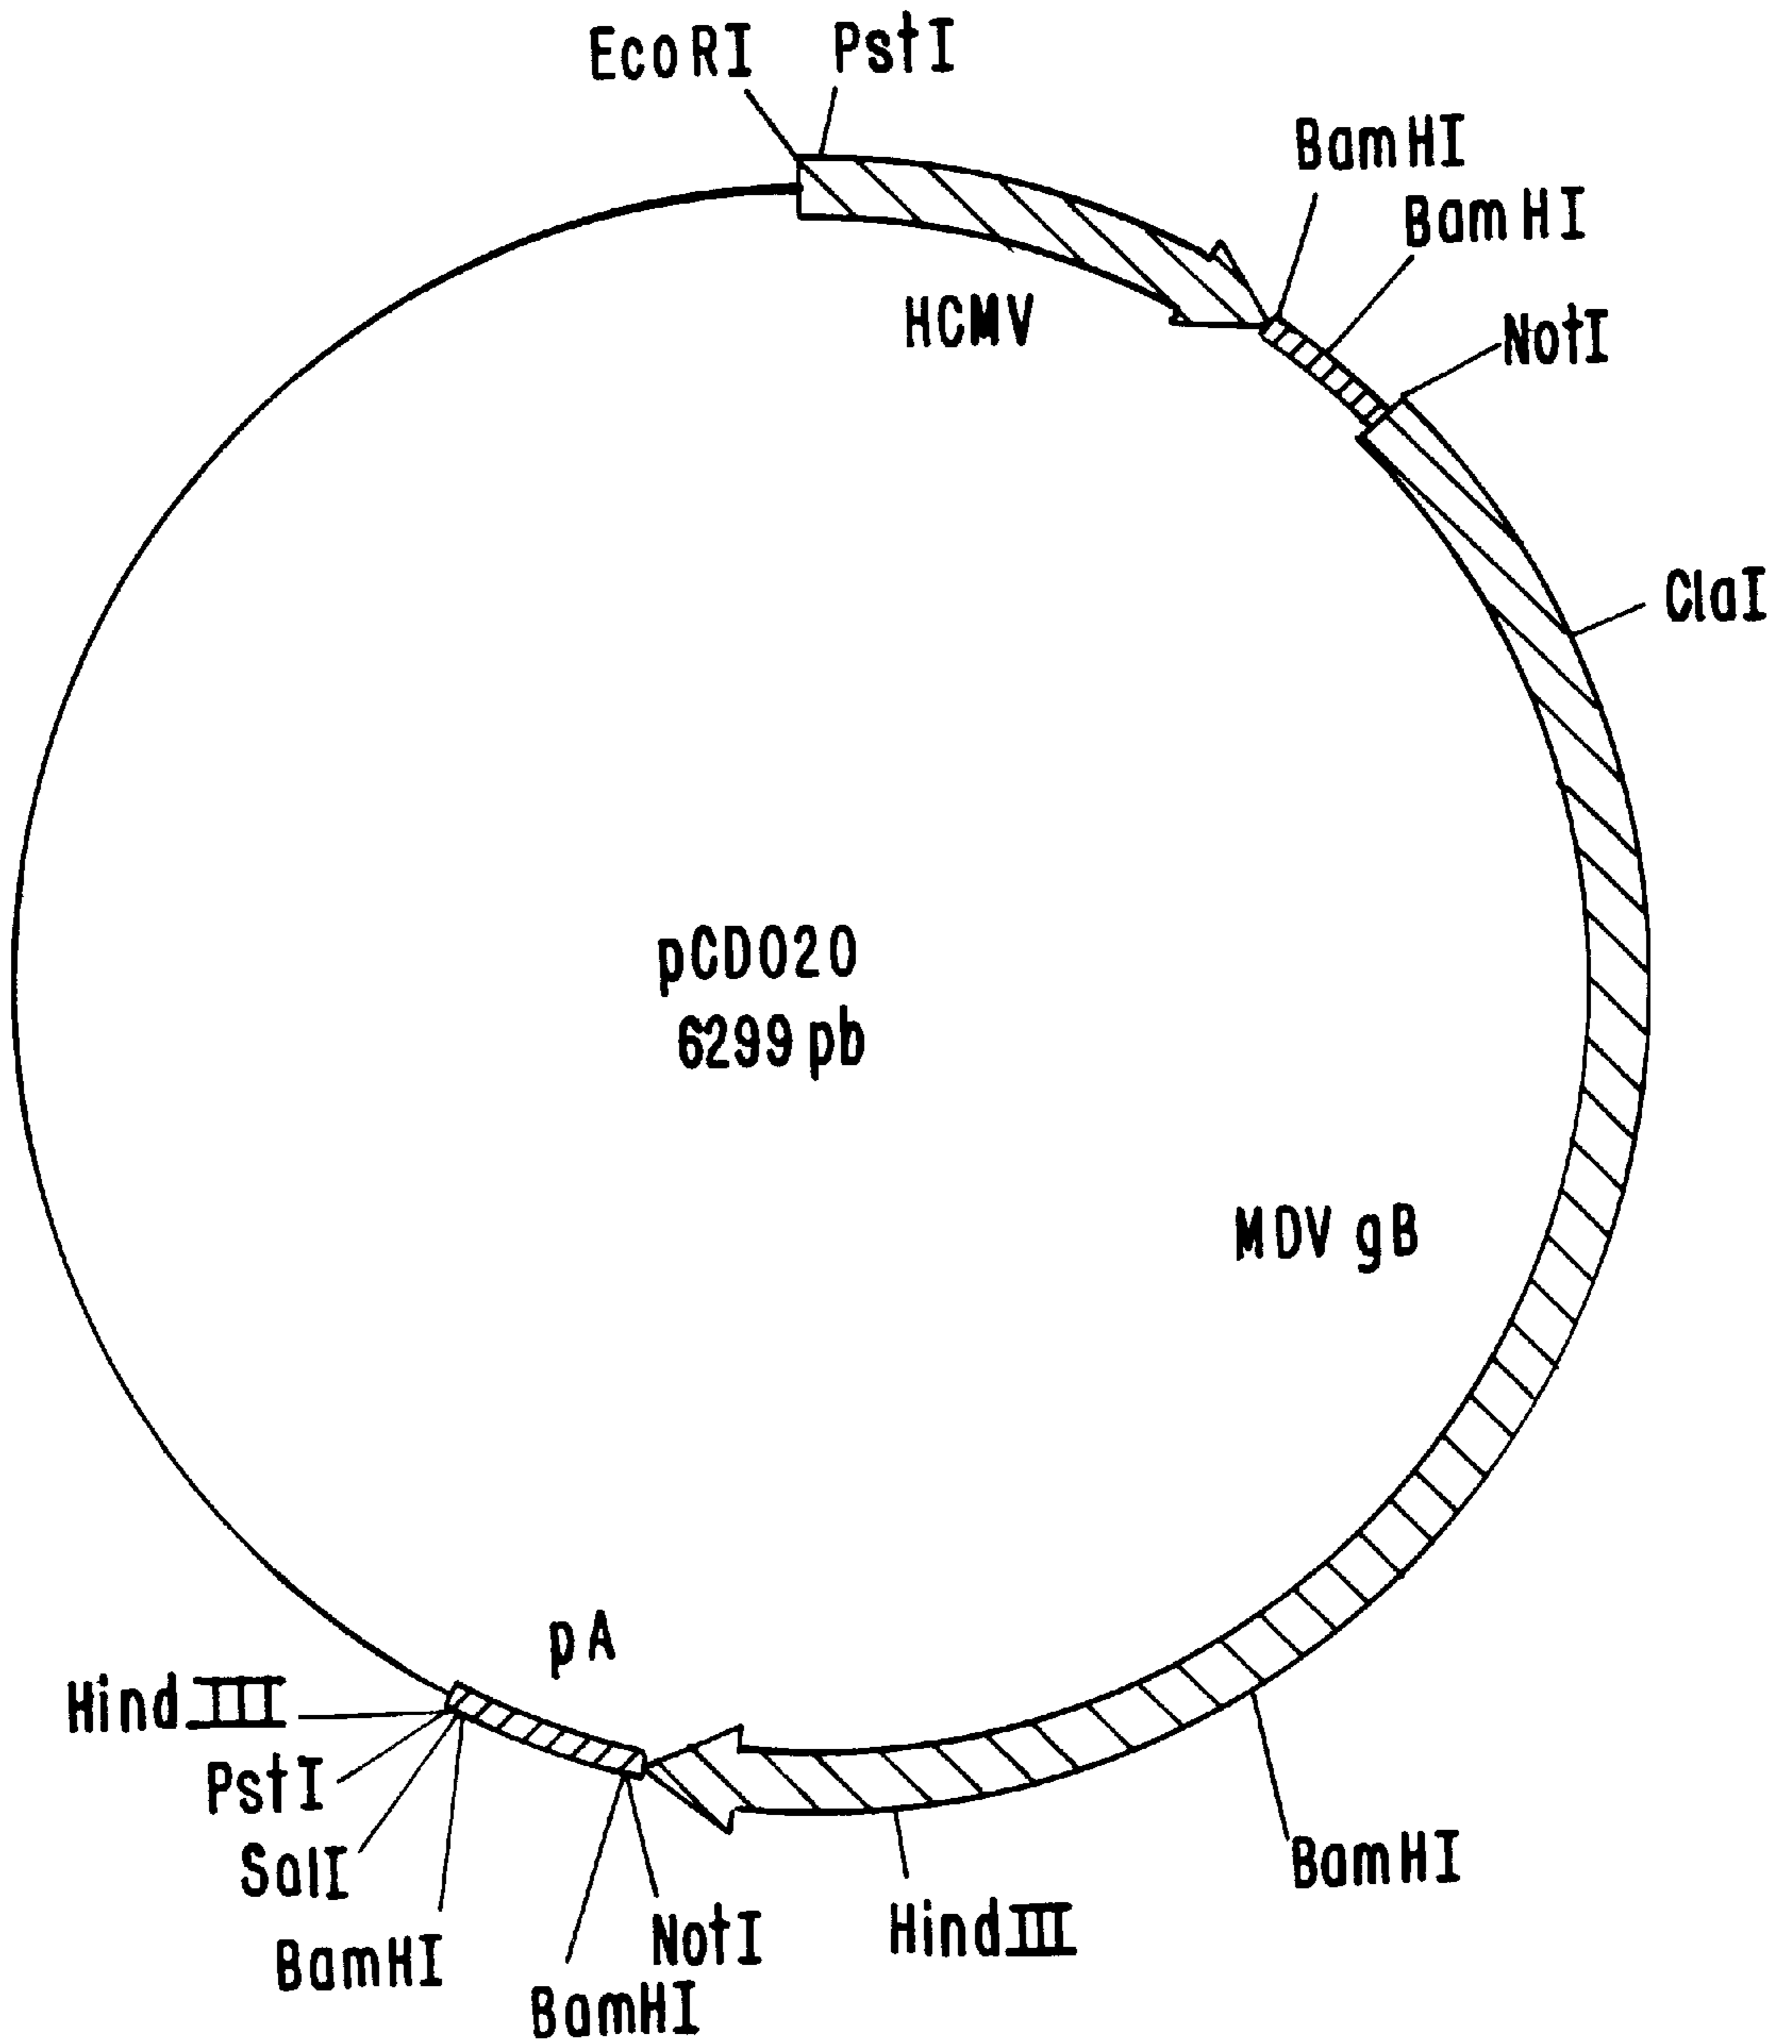 EcoRI
PstI
BamHI
BamHI
HCMV
NotI
ClaI
pCD020
6299 pb
MDV gB
pA
HindIII
PstI
SalI
BamHI
BamHI
NotI
HindIII
BamHI